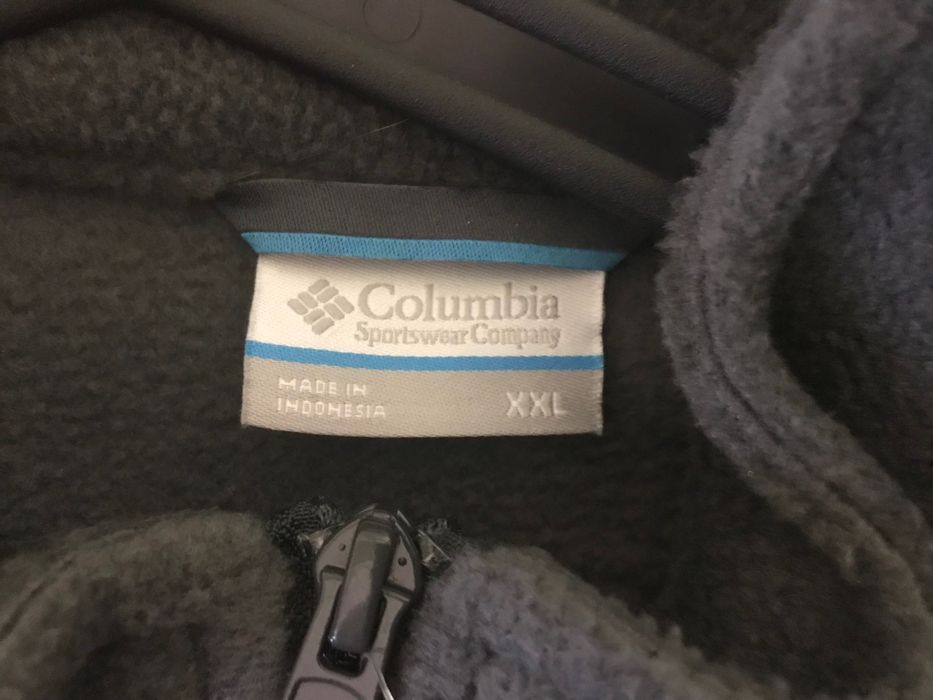 Columbia
Sportswear Company
MADE IN
INDONESIA
XXL